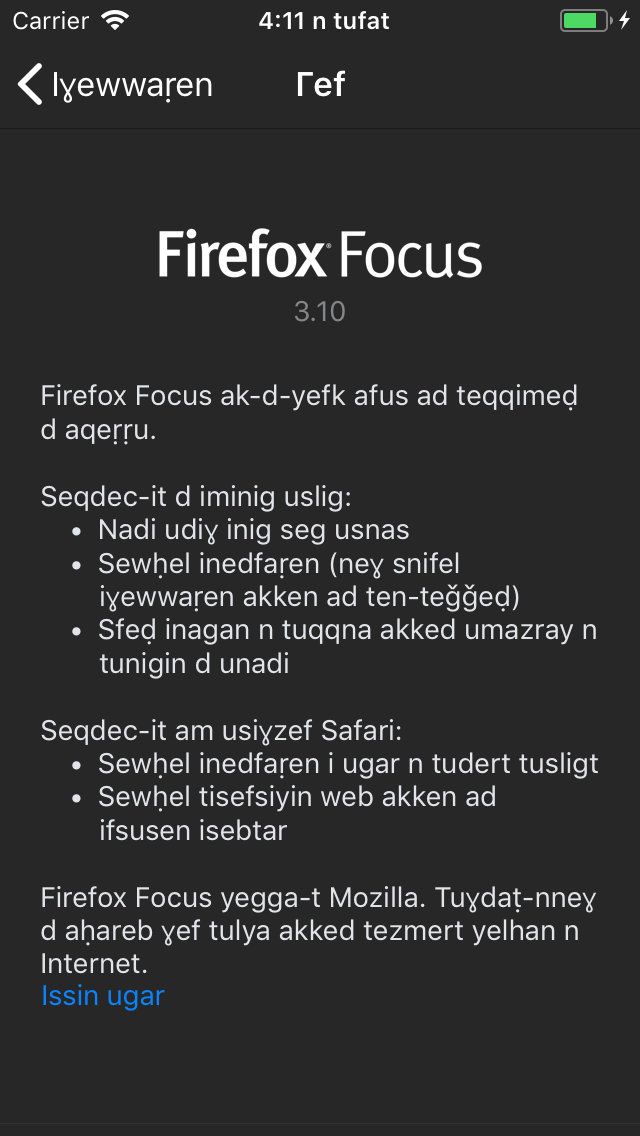 Carrier 4:11 n tufat
Iɣewwaṛen Γef
Firefox Focus
3.10
Firefox Focus ak-d-yefk afus ad teqqimeḍ
d aqeṛṛu.
Seqdec-it d iminig uslig:
• Nadi udiɣ inig seg usnas
• Sewḥel inedfaṛen (neɣ snifel
iɣewwaṛen akken ad ten-teǧǧeḍ)
• Sfeḍ inagan n tuqqna akked umazray n
tunigin d unadi
Seqdec-it am usiɣzef Safari:
• Sewḥel inedfaṛen i ugar n tudert tusligt
• Sewḥel tisefsiyin web akken ad
ifsusen isebtar
Firefox Focus yegga-t Mozilla. Tuɣdaṭ-nneɣ
d aḥareb ɣef tulya akked tezmert yelhan n
Internet.
Issin ugar